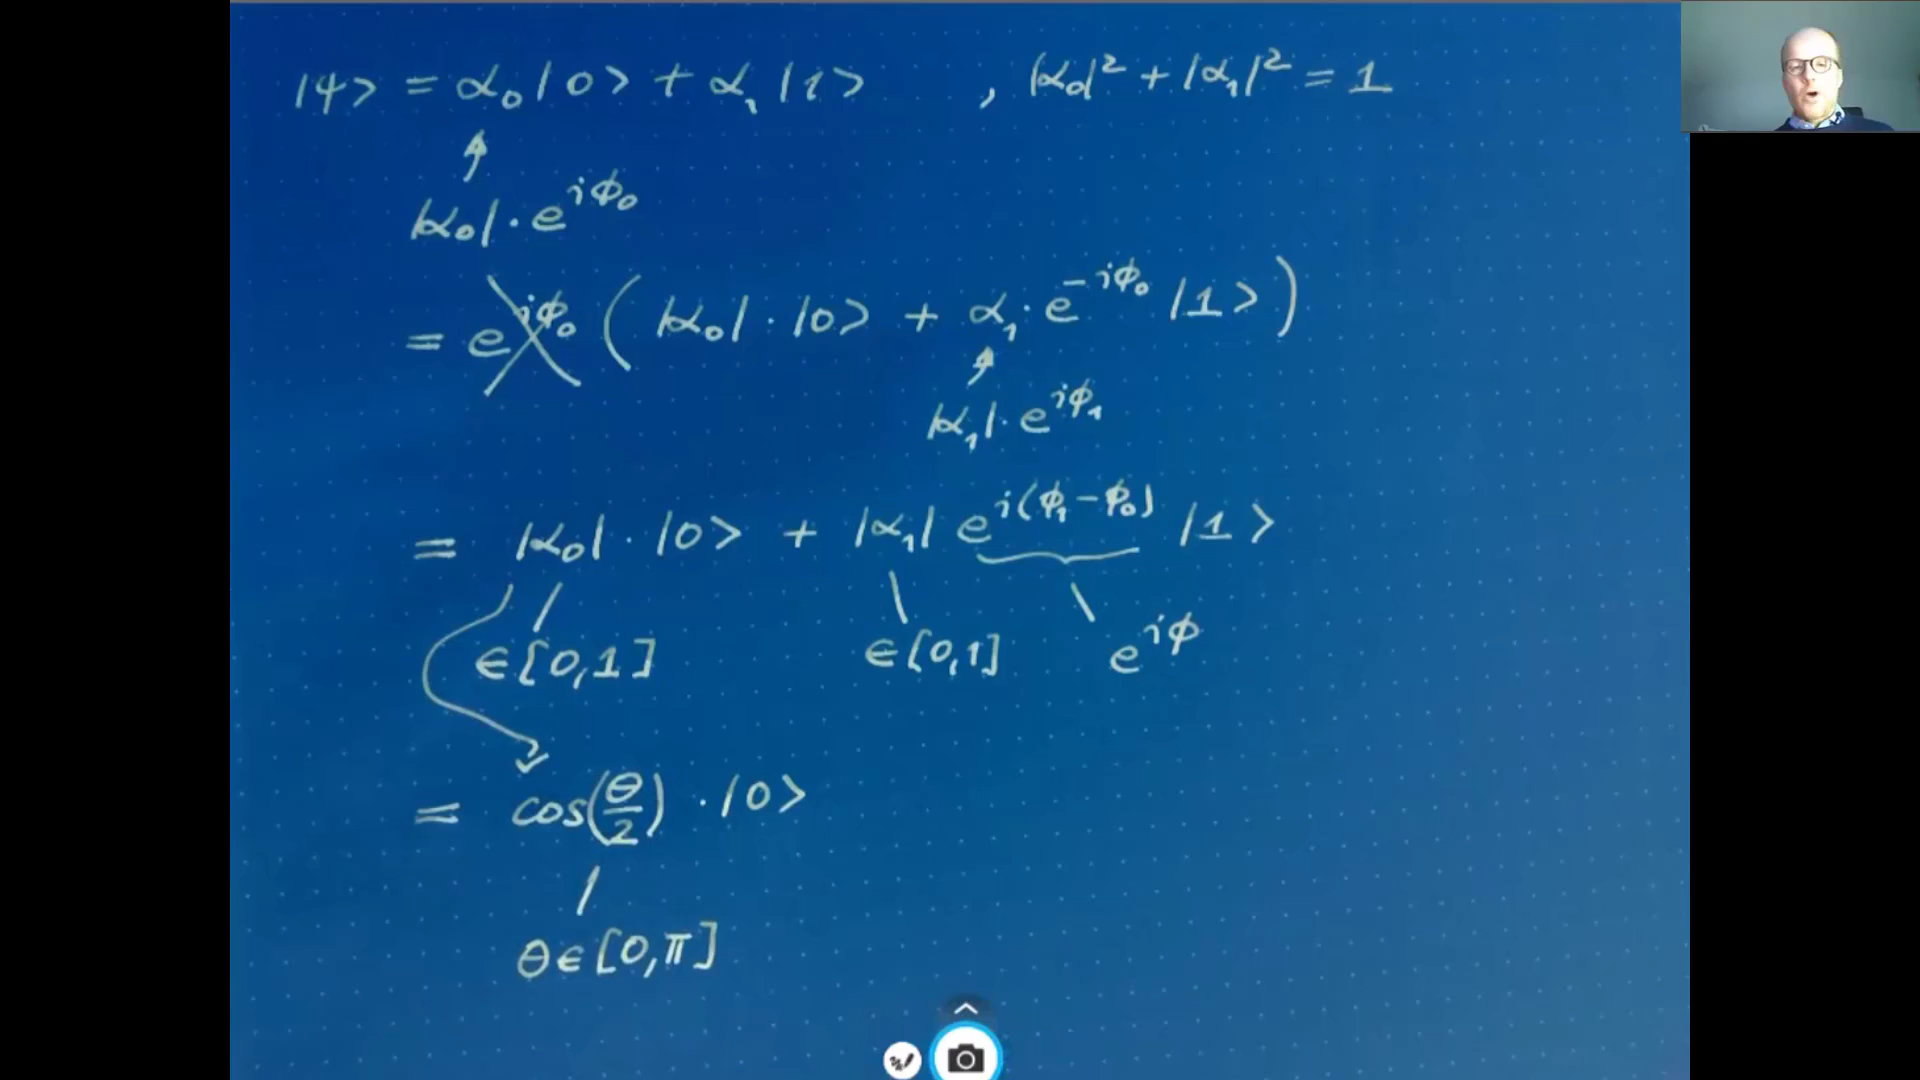 |ψ> = α₀|0> + α₁|1> , |α₀|² + |α₁|² = 1
|α₀| · e^{iϕ₀}
= e^{iϕ₀} ( |α₀| · |0> + α₁ · e^{-iϕ₀} |1> )
|α₁| · e^{iϕ₁}
= |α₀| · |0> + |α₁| e^{i(ϕ₁-ϕ₀)} |1>
∈[0,1] ∈[0,1] e^{iϕ}
= cos(θ/2) · |0>
θ∈[0,π]